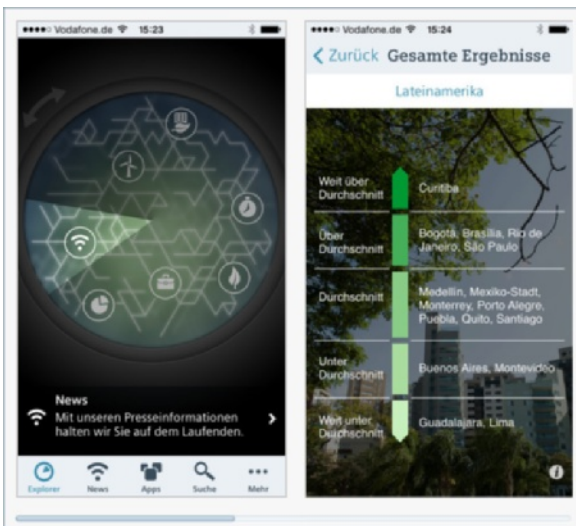 Vodafone.de 15:23
News
Mit unseren Presseinformationen
halten wir Sie auf dem Laufenden.
Explorer News Apps Suche Mehr
Vodafone.de 15:24
Zurück Gesamte Ergebnisse
Lateinamerika
Weit über
Durchschnitt
Curitiba
Über
Durchschnitt
Bogotá, Brasília, Rio de
Janeiro, São Paulo
Durchschnitt
Medellín, Mexiko-Stadt,
Monterrey, Porto Alegre,
Puebla, Quito, Santiago
Unter
Durchschnitt
Buenos Aires, Montevideo
Weit unter
Durchschnitt
Guadalajara, Lima